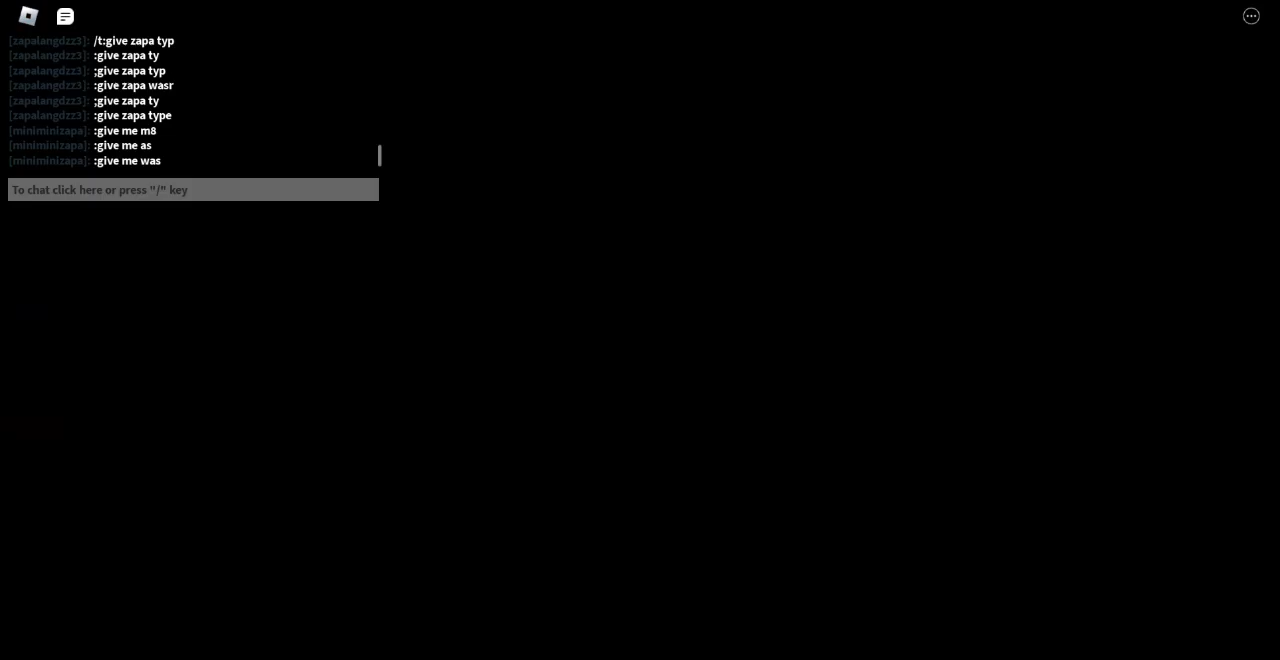 [zapalangdzz3]: /t:give zapa typ
[zapalangdzz3]: :give zapa ty
[zapalangdzz3]: ;give zapa typ
[zapalangdzz3]: :give zapa wasr
[zapalangdzz3]: ;give zapa ty
[zapalangdzz3]: :give zapa type
[miniminizapa]: :give me m8
[miniminizapa]: :give me as
[miniminizapa]: :give me was
To chat click here or press "/" key